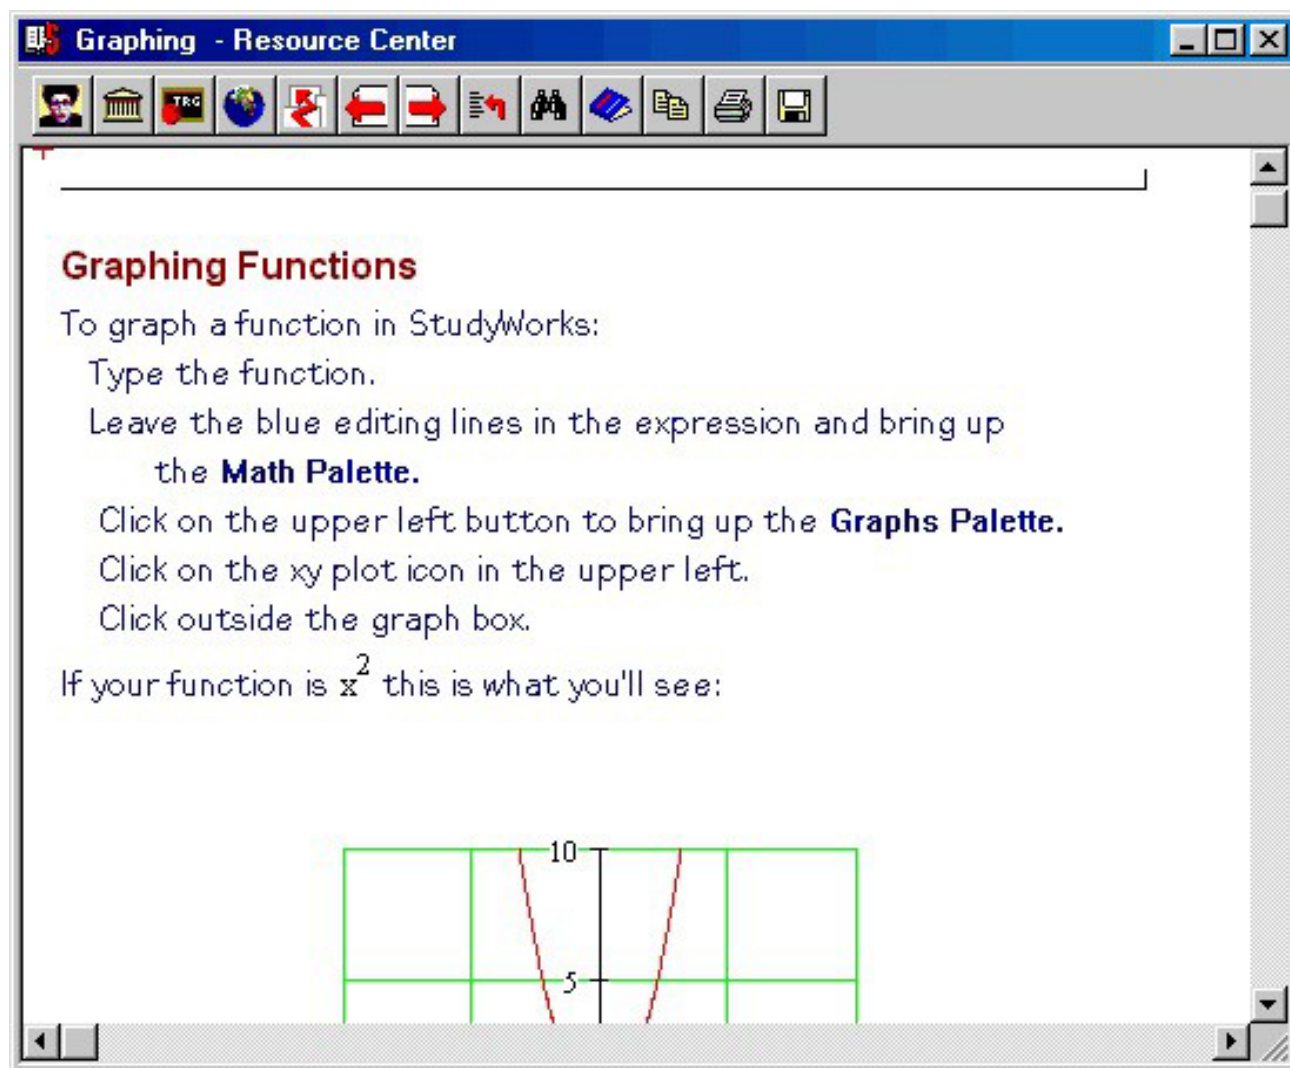 Graphing - Resource Center
TRG
Graphing Functions
To graph a function in StudyWorks:
Type the function.
Leave the blue editing lines in the expression and bring up
the Math Palette.
Click on the upper left button to bring up the Graphs Palette.
Click on the xy plot icon in the upper left.
Click outside the graph box.
If your function is x² this is what you'll see:
10
5